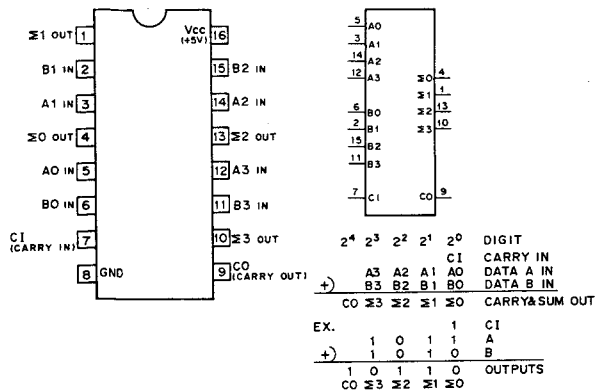 Σ1 OUT 1
Vcc (+5V) 16
B1 IN 2
15 B2 IN
A1 IN 3
14 A2 IN
Σ0 OUT 4
13 Σ2 OUT
A0 IN 5
12 A3 IN
B0 IN 6
11 B3 IN
CI (CARRY IN) 7
10 Σ3 OUT
8 GND
9 CO (CARRY OUT)
5 A0
3 A1
14 A2
12 A3
Σ0 4
Σ1 1
6 B0
Σ2 13
2 B1
Σ3 10
15 B2
11 B3
7 CI
CO 9
2⁴ 2³ 2² 2¹ 2⁰ DIGIT
CI CARRY IN
A3 A2 A1 A0 DATA A IN
+) B3 B2 B1 B0 DATA B IN
CO Σ3 Σ2 Σ1 Σ0 CARRY&SUM OUT
EX. 1 CI
1 0 1 1 A
+) 1 0 1 0 B
1 0 1 1 0 OUTPUTS
CO Σ3 Σ2 Σ1 Σ0